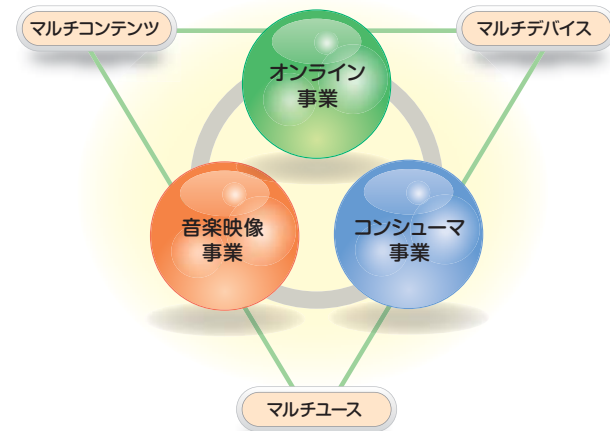 マルチコンテンツ
マルチデバイス
オンライン
事業
音楽映像
事業
コンシューマ
事業
マルチユース